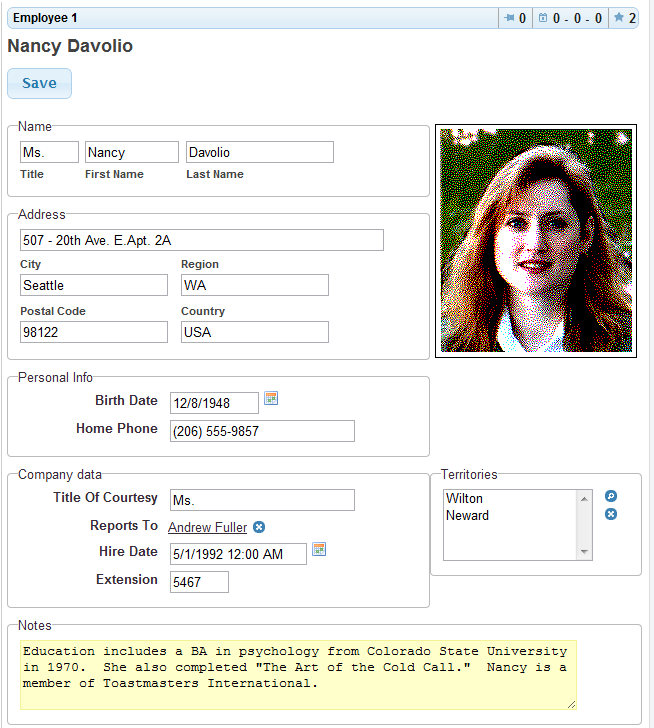 Employee 1 0 0 - 0 - 0 2
Nancy Davolio
Save
Name
Ms. Nancy Davolio
Title First Name Last Name
Address
507 - 20th Ave. E.Apt. 2A
City Region
Seattle WA
Postal Code Country
98122 USA
Personal Info
Birth Date 12/8/1948
Home Phone (206) 555-9857
Company data
Title Of Courtesy Ms.
Reports To Andrew Fuller
Hire Date 5/1/1992 12:00 AM
Extension 5467
Territories
Wilton
Neward
Notes
Education includes a BA in psychology from Colorado State University
in 1970.  She also completed "The Art of the Cold Call."  Nancy is a
member of Toastmasters International.